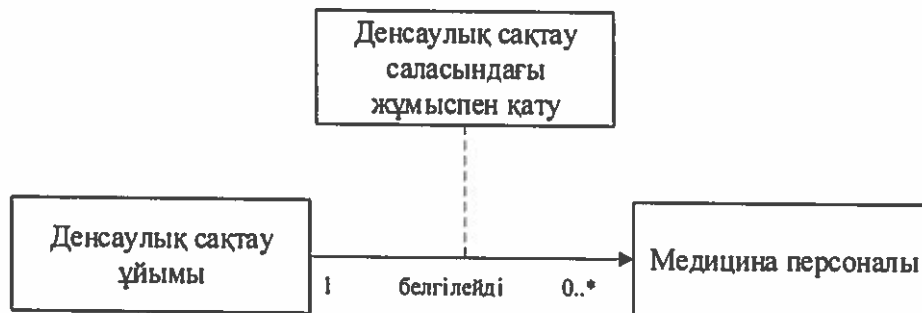 Денсаулық сақтау
саласындағы
жұмыспен қату
Денсаулық сақтау
ұйымы
1 белгілейді 0..*
Медицина персоналы